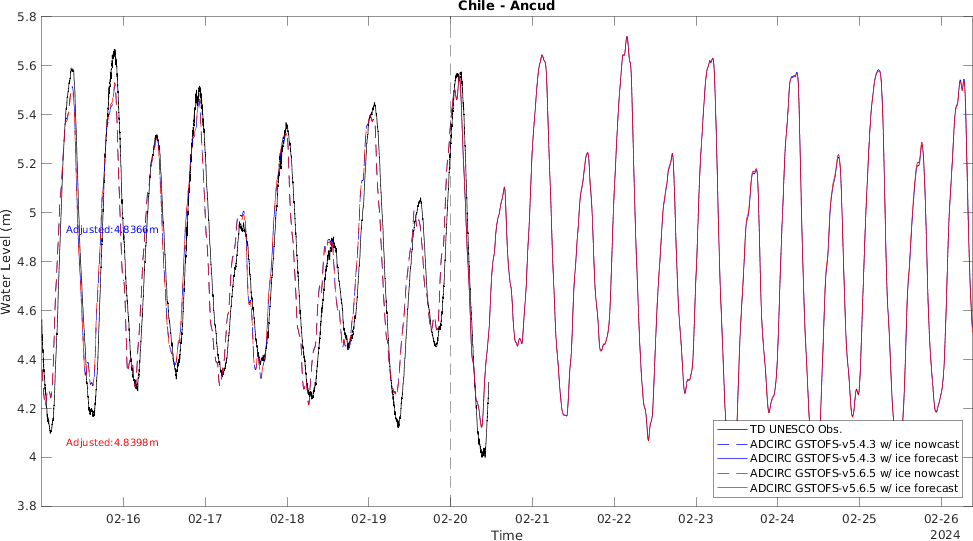 Chile - Ancud
5.8
5.6
5.4
5.2
5
4.8
4.6
4.4
4.2
4
3.8
Water Level (m)
Adjusted:4.8366m
Adjusted:4.8398m
TD UNESCO Obs.
ADCIRC GSTOFS-v5.4.3 w/ ice nowcast
ADCIRC GSTOFS-v5.4.3 w/ ice forecast
ADCIRC GSTOFS-v5.6.5 w/ ice nowcast
ADCIRC GSTOFS-v5.6.5 w/ ice forecast
02-16 02-17 02-18 02-19 02-20 02-21 02-22 02-23 02-24 02-25 02-26
Time
2024